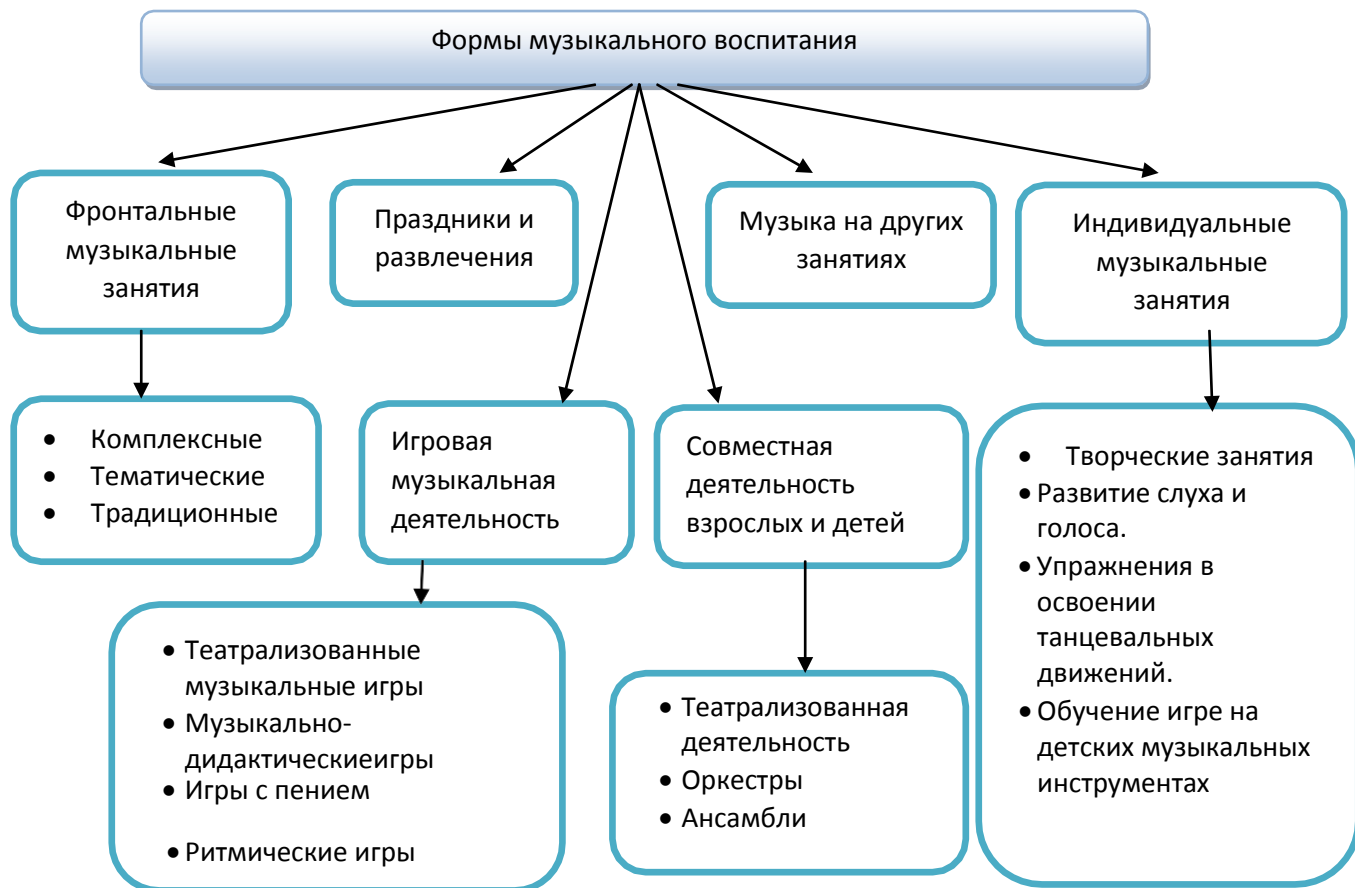 Формы музыкального воспитания
Фронтальные
музыкальные
занятия
Праздники и
развлечения
Музыка на других
занятиях
Индивидуальные
музыкальные
занятия
• Комплексные
• Тематические
• Традиционные
Игровая
музыкальная
деятельность
Совместная
деятельность
взрослых и детей
• Творческие занятия
• Развитие слуха и
голоса.
• Упражнения в
освоении
танцевальных
движений.
• Обучение игре на
детских музыкальных
инструментах
• Театрализованные
музыкальные игры
• Музыкально-
дидактическиеигры
• Игры с пением
• Ритмические игры
• Театрализованная
деятельность
• Оркестры
• Ансамбли